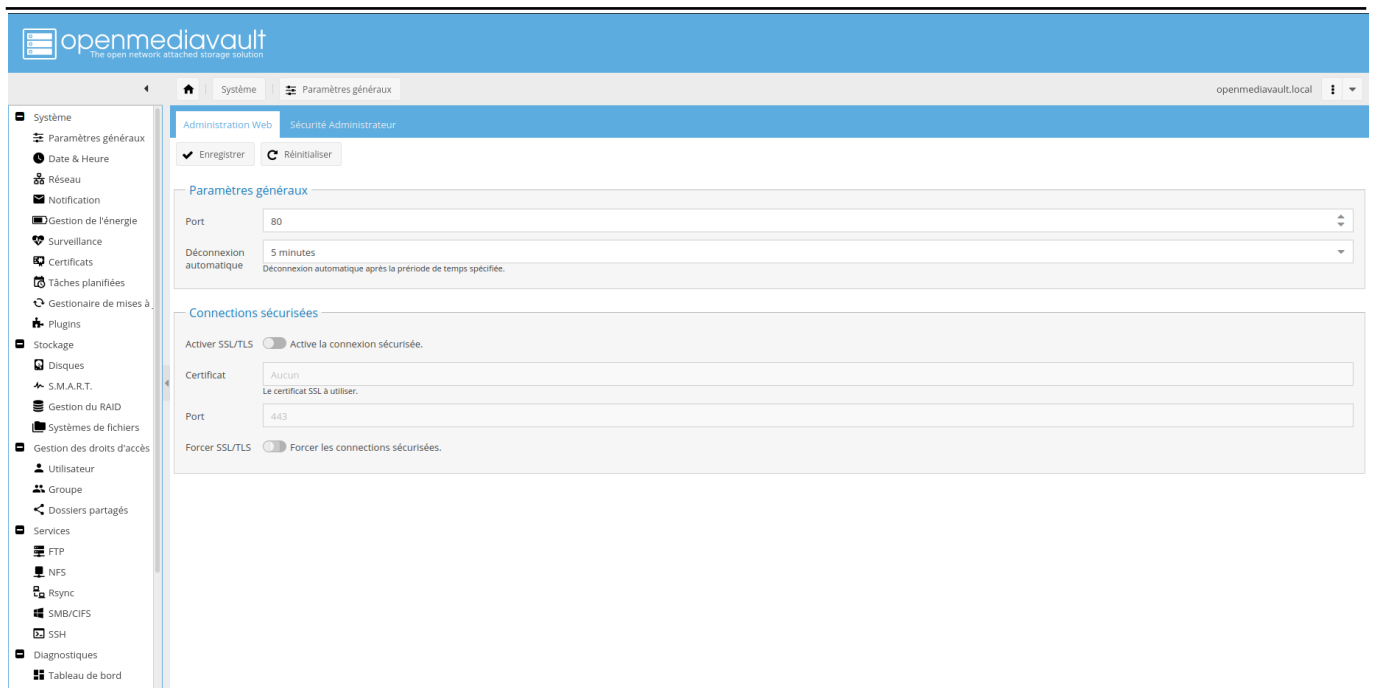 openmediavault
The open network attached storage solution
Système
Paramètres généraux
openmediavault.local
Système
Paramètres généraux
Date & Heure
Réseau
Notification
Gestion de l'énergie
Surveillance
Certificats
Tâches planifiées
Gestionaire de mises à
Plugins
Stockage
Disques
S.M.A.R.T.
Gestion du RAID
Systèmes de fichiers
Gestion des droits d'accès
Utilisateur
Groupe
Dossiers partagés
Services
FTP
NFS
Rsync
SMB/CIFS
SSH
Diagnostiques
Tableau de bord
Administration Web
Sécurité Administrateur
Enregistrer
Réinitialiser
Paramètres généraux
Port
80
Déconnexion
automatique
5 minutes
Déconnexion automatique après la prériode de temps spécifiée.
Connections sécurisées
Activer SSL/TLS
Active la connexion sécurisée.
Certificat
Aucun
Le certificat SSL à utiliser.
Port
443
Forcer SSL/TLS
Forcer les connections sécurisées.